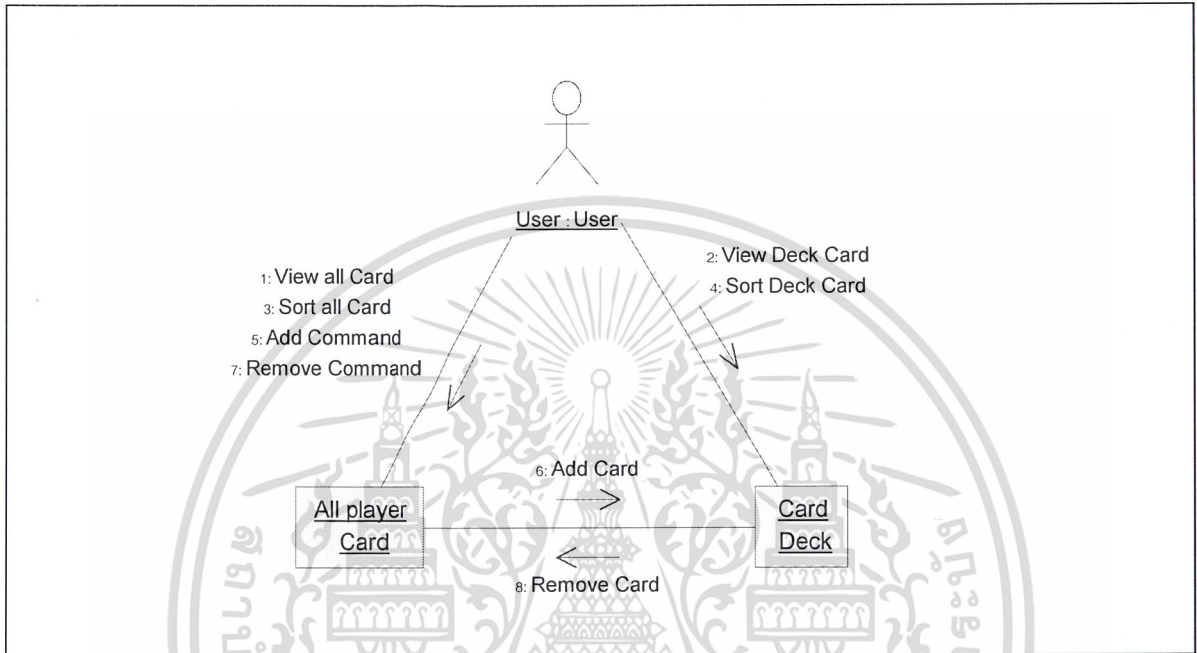 User : User
1: View all Card
3: Sort all Card
5: Add Command
7: Remove Command
2: View Deck Card
4: Sort Deck Card
6: Add Card
All player
Card
Card
Deck
8: Remove Card